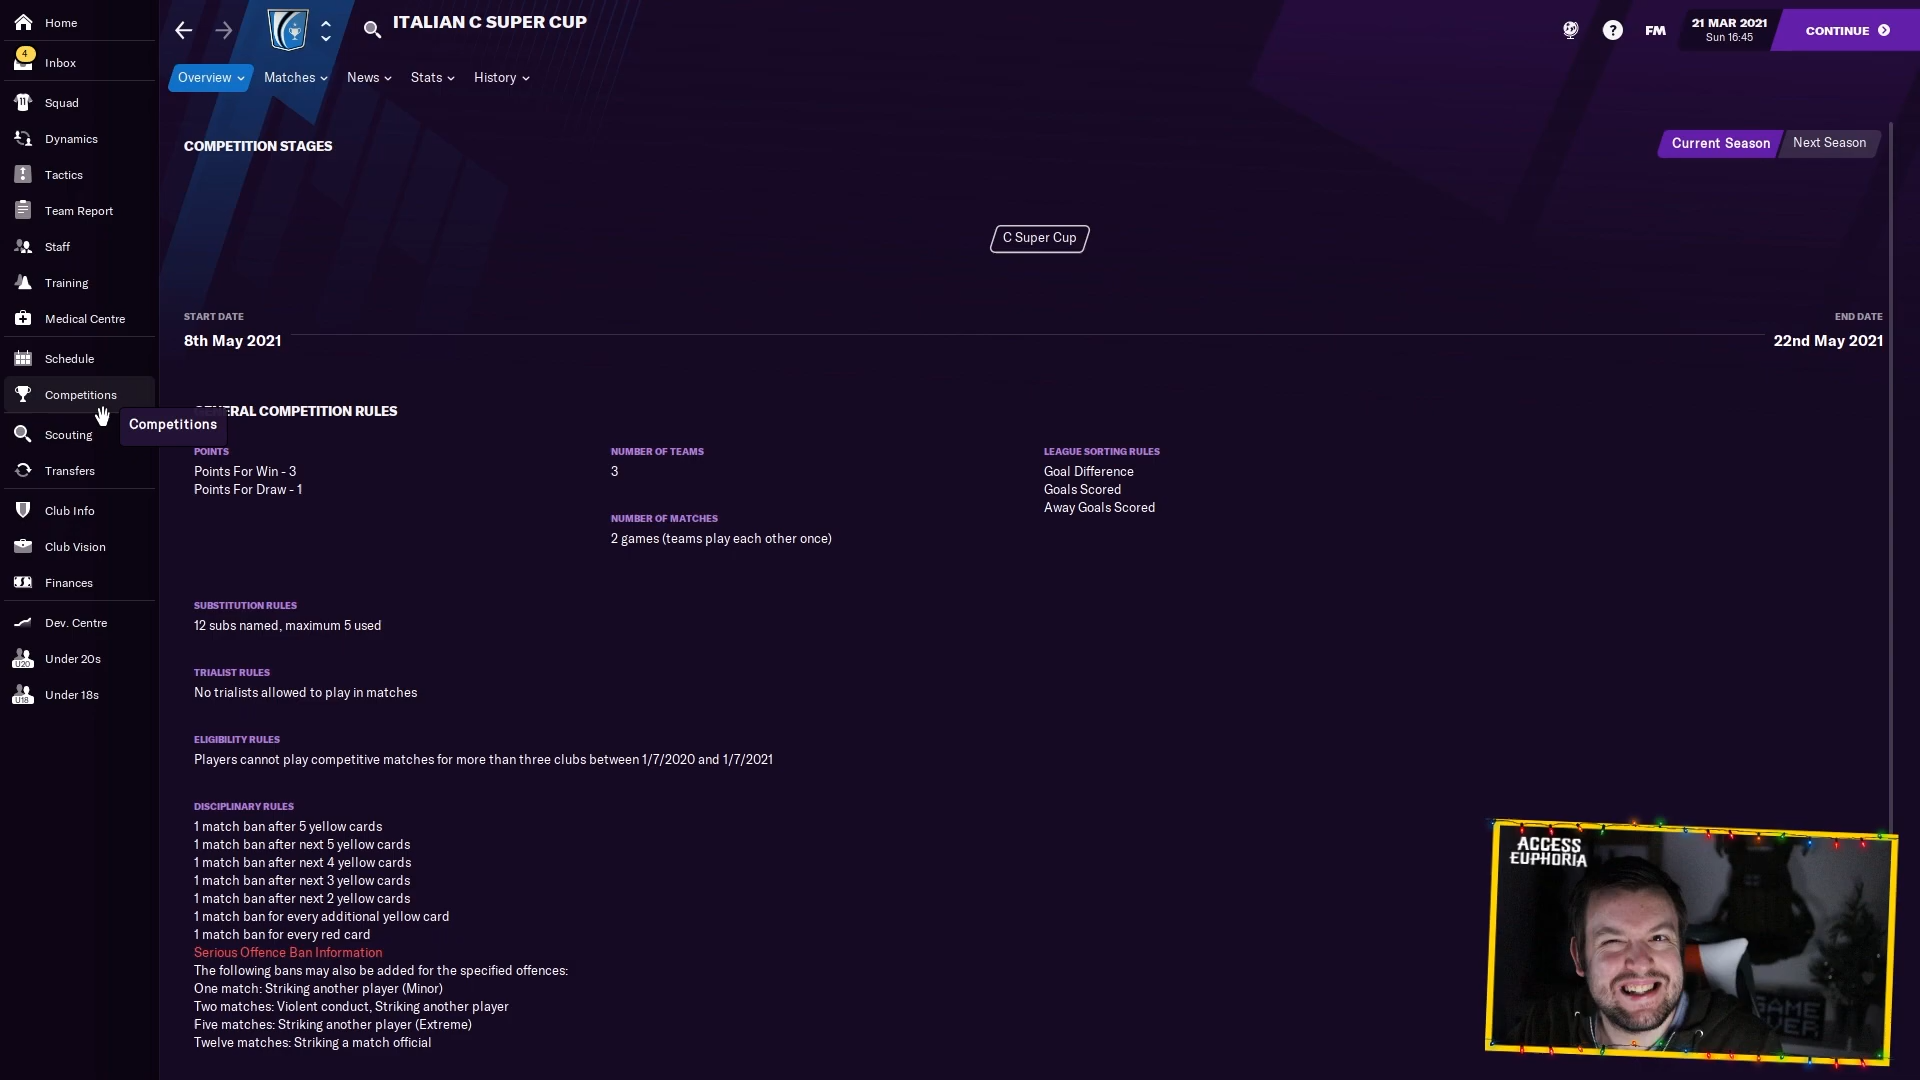 Home
4
Inbox
Squad
Dynamics
Tactics
Team Report
Staff
Training
Medical Centre
Schedule
Competitions
Competitions
Scouting
Transfers
Club Info
Club Vision
Finances
Dev. Centre
U20
Under 20s
U18
Under 18s
ITALIAN C SUPER CUP
?
FM
21 MAR 2021
Sun 16:45
CONTINUE
Overview
Matches
News
Stats
History
COMPETITION STAGES
Current Season
Next Season
C Super Cup
START DATE
8th May 2021
END DATE
22nd May 2021
ERAL COMPETITION RULES
POINTS
Points For Win - 3
Points For Draw - 1
NUMBER OF TEAMS
3
NUMBER OF MATCHES
2 games (teams play each other once)
LEAGUE SORTING RULES
Goal Difference
Goals Scored
Away Goals Scored
SUBSTITUTION RULES
12 subs named, maximum 5 used
TRIALIST RULES
No trialists allowed to play in matches
ELIGIBILITY RULES
Players cannot play competitive matches for more than three clubs between 1/7/2020 and 1/7/2021
DISCIPLINARY RULES
1 match ban after 5 yellow cards
1 match ban after next 5 yellow cards
1 match ban after next 4 yellow cards
1 match ban after next 3 yellow cards
1 match ban after next 2 yellow cards
1 match ban for every additional yellow card
1 match ban for every red card
Serious Offence Ban Information
The following bans may also be added for the specified offences:
One match: Striking another player (Minor)
Two matches: Violent conduct, Striking another player
Five matches: Striking another player (Extreme)
Twelve matches: Striking a match official
ACCESS
EUPHORIA
GAME
OVER